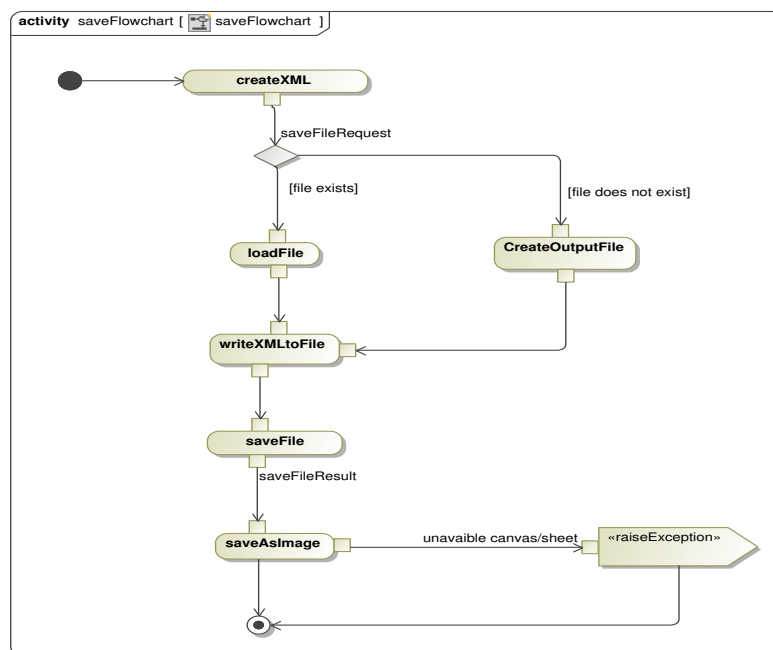 activity saveFlowchart [ saveFlowchart ]
createXML
saveFileRequest
[file exists]
[file does not exist]
loadFile
CreateOutputFile
writeXMLtoFile
saveFile
saveFileResult
saveAsImage
unavaible canvas/sheet
«raiseException»